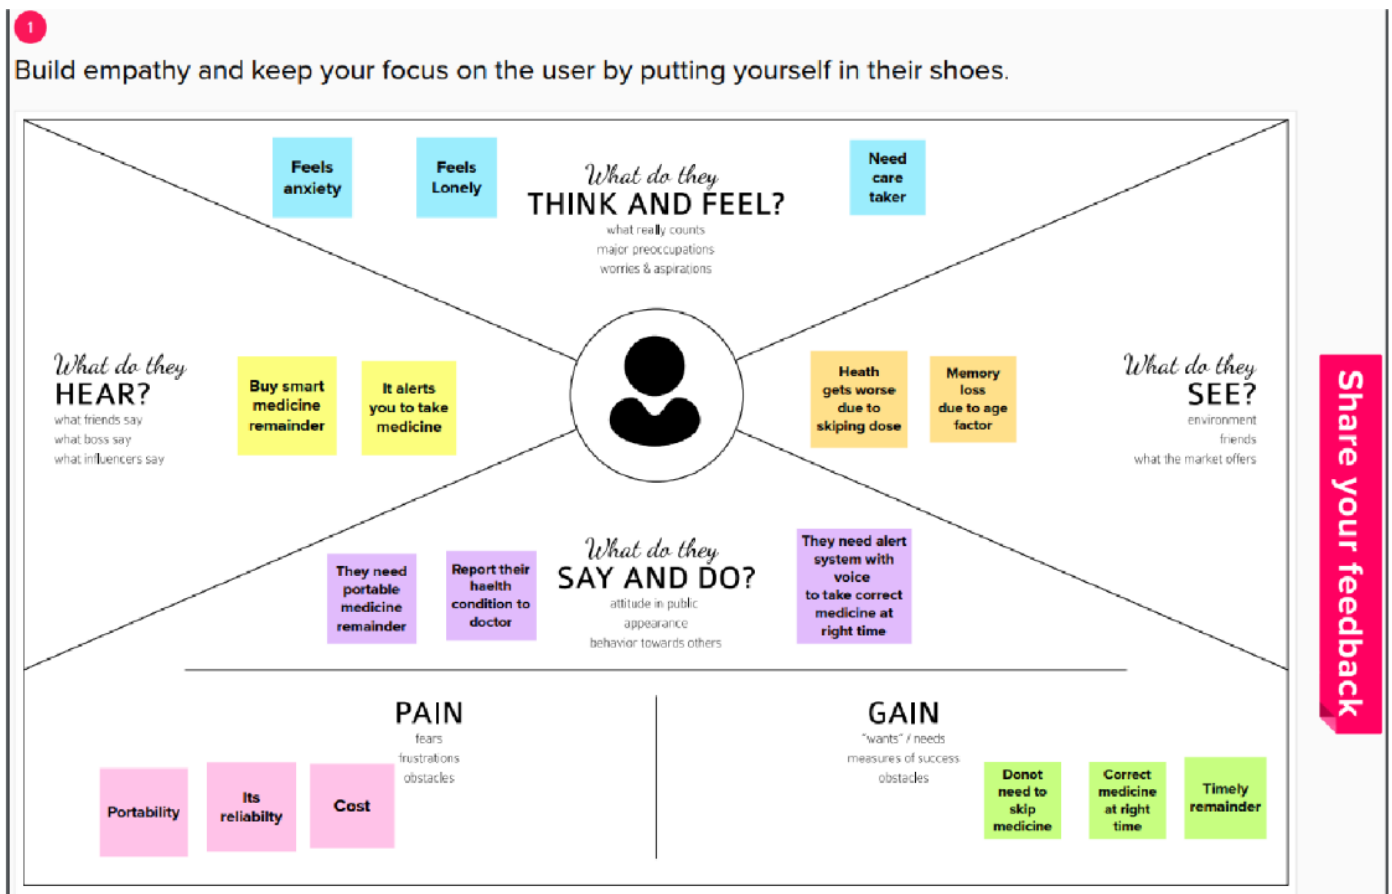 1
Build empathy and keep your focus on the user by putting yourself in their shoes.
Feels
anxiety
Feels
Lonely
What do they
THINK AND FEEL?
what really counts
major preoccupations
worries & aspirations
Need
care
taker
What do they
HEAR?
what friends say
what boss say
what influencers say
Buy smart
medicine
remainder
It alerts
you to take
medicine
Heath
gets worse
due to
skiping dose
Memory
loss
due to age
factor
What do they
SEE?
environment
friends
what the market offers
They need
portable
medicine
remainder
Report their
haelth
condition to
doctor
What do they
SAY AND DO?
attitude in public
appearance
behavior towards others
They need alert
system with
voice
to take correct
medicine at
right time
PAIN
fears
frustrations
obstacles
Portability
Its
reliabilty
Cost
GAIN
"wants" / needs
measures of success
obstacles
Donot
need to
skip
medicine
Correct
medicine
at right
time
Timely
remainder
Share your feedback